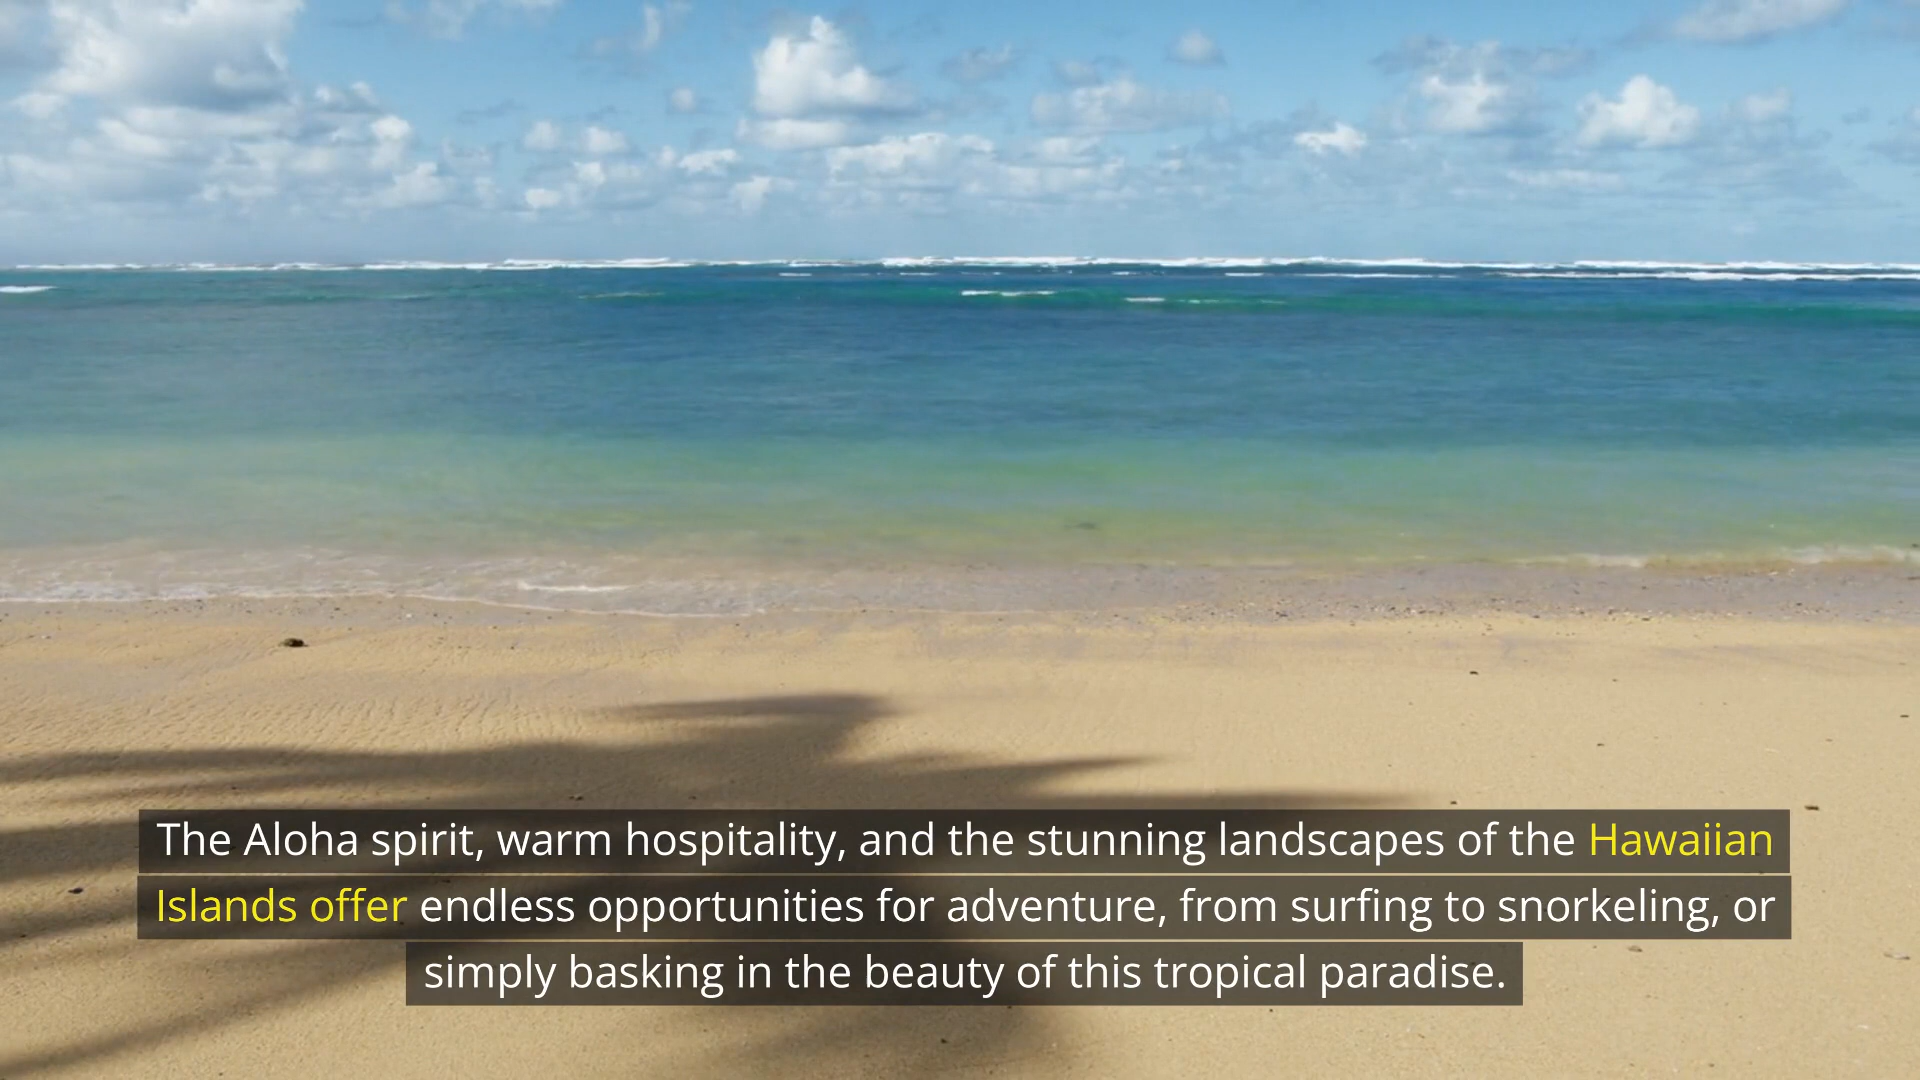 The Aloha spirit, warm hospitality, and the stunning landscapes of the Hawaiian
Islands offer endless opportunities for adventure, from surfing to snorkeling, or
simply basking in the beauty of this tropical paradise.